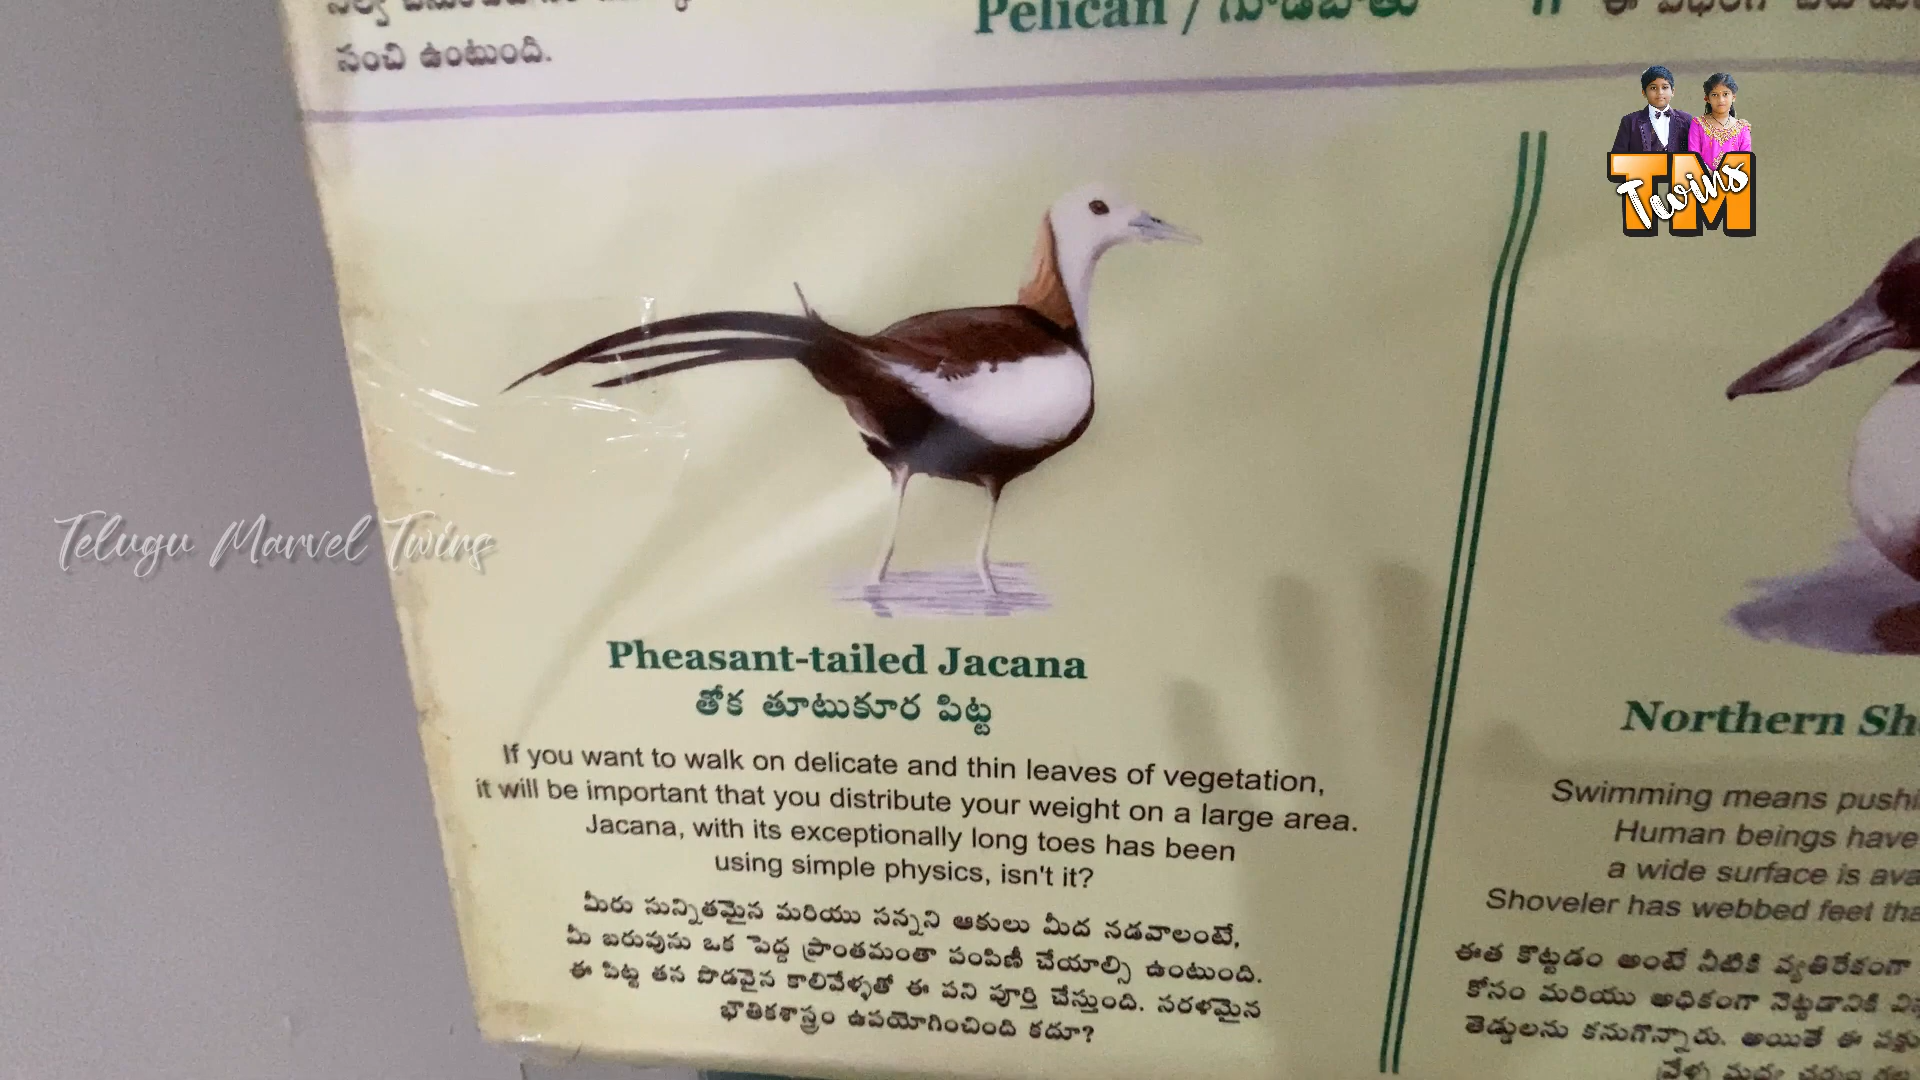 సంచి ఉంటుంది.
Pelican / గూడబాతు
TM
Twins
Telugu Marvel Twins
Pheasant-tailed Jacana
తోక తూటుకూర పిట్ట
If you want to walk on delicate and thin leaves of vegetation,
it will be important that you distribute your weight on a large area.
Jacana, with its exceptionally long toes has been
using simple physics, isn't it?
మీరు సున్నితమైన మరియు సన్నని ఆకులు మీద నడవాలంటే,
మీ బరువును ఒక పెద్ద ప్రాంతమంతా పంపిణీ చేయాల్సి ఉంటుంది.
ఈ పిట్ట తన పొడవైన కాలివేళ్ళతో ఈ పని పూర్తి చేస్తుంది. సరళమైన
భౌతికశాస్త్రం ఉపయోగించింది కదూ?
Northern Sh
Swimming means pushi
Human beings have
a wide surface is ava
Shoveler has webbed feet tha
ఈత కొట్టడం అంటే నీటికి వ్యతిరేకంగా
కోసం మరియు అధికంగా నెట్టడానికి
తెడ్డులను కనుగొన్నారు. అయితే ఈ